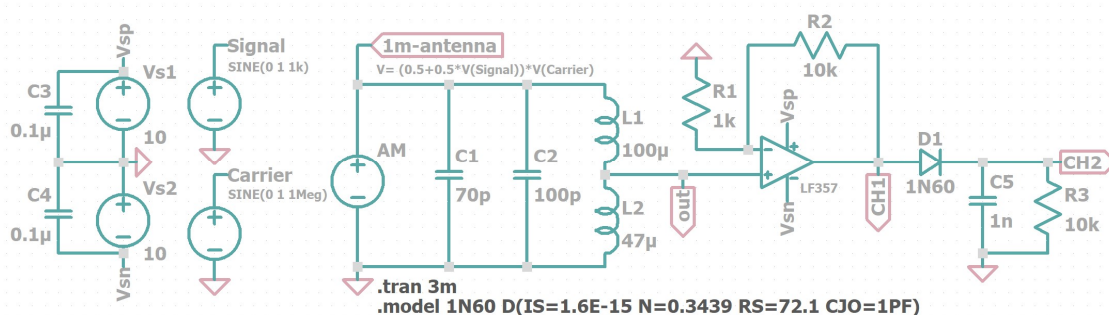 Vsp
Vs1
C3
0.1µ
10
Vs2
C4
0.1µ
10
Vsn
Signal
SINE(0 1 1k)
Carrier
SINE(0 1 1Meg)
1m-antenna
V= (0.5+0.5*V(Signal))*V(Carrier)
AM
C1
70p
C2
100p
L1
100µ
L2
47µ
out
R1
1k
R2
10k
Vsp
LF357
Vsn
CH1
D1
1N60
C5
1n
R3
10k
CH2
.tran 3m
.model 1N60 D(IS=1.6E-15 N=0.3439 RS=72.1 CJO=1PF)